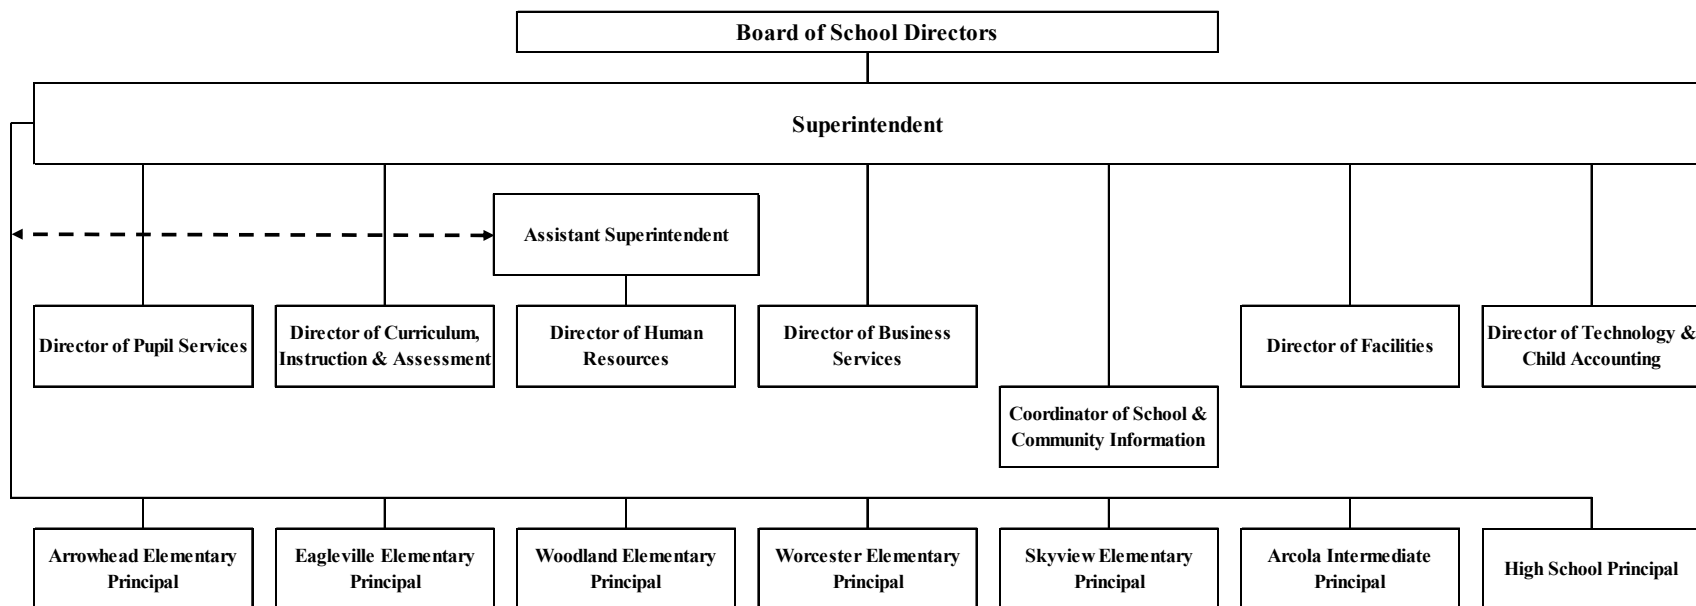 Board of School Directors
Superintendent
Assistant Superintendent
Director of Pupil Services
Director of Curriculum,
Instruction & Assessment
Director of Human
Resources
Director of Business
Services
Coordinator of School &
Community Information
Director of Facilities
Director of Technology &
Child Accounting
Arrowhead Elementary
Principal
Eagleville Elementary
Principal
Woodland Elementary
Principal
Worcester Elementary
Principal
Skyview Elementary
Principal
Arcola Intermediate
Principal
High School Principal